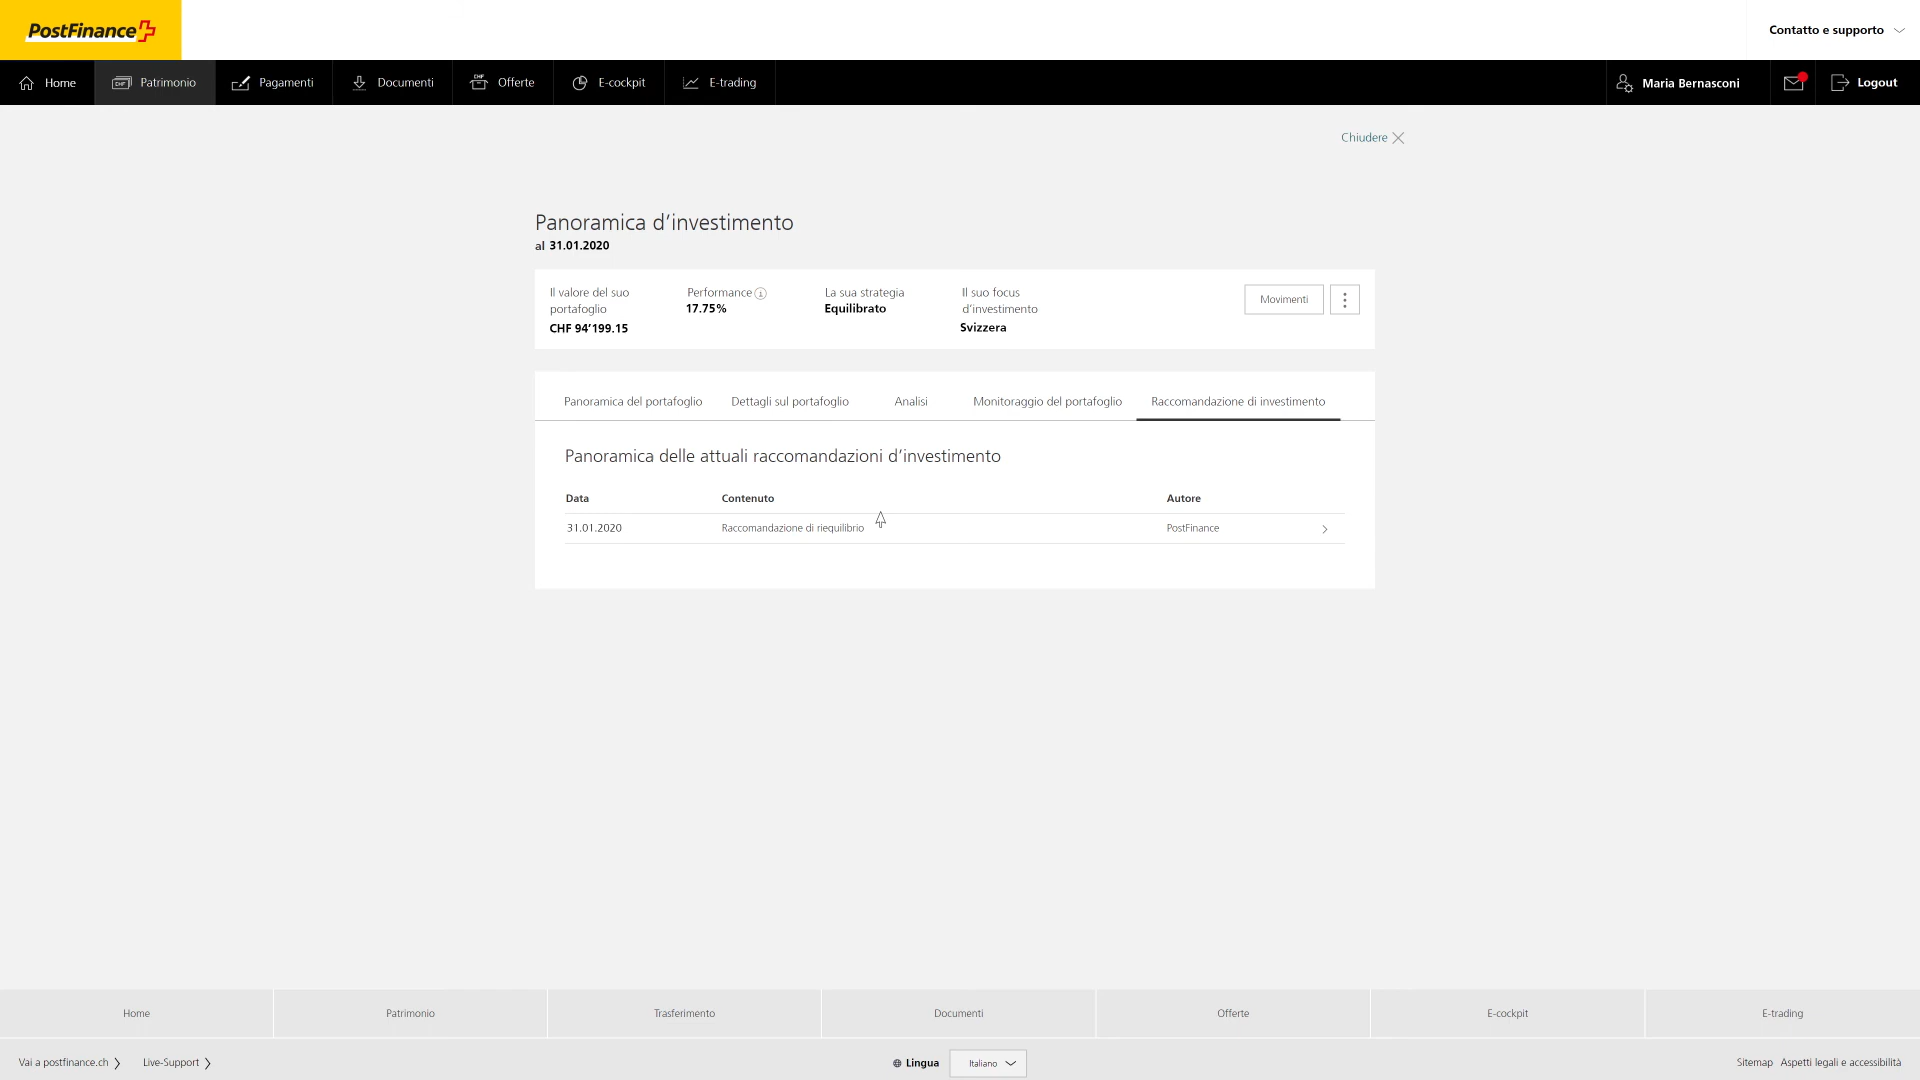 PostFinance
Contatto e supporto
Home
Patrimonio
Pagamenti
Documenti
Offerte
E-cockpit
E-trading
Maria Bernasconi
Logout
Chiudere
Panoramica d’investimento
al 31.01.2020
Il valore del suo
portafoglio
CHF 94’199.15
Performance
17.75%
La sua strategia
Equilibrato
Il suo focus
d’investimento
Svizzera
Movimenti
Panoramica del portafoglio
Dettagli sul portafoglio
Analisi
Monitoraggio del portafoglio
Raccomandazione di investimento
Panoramica delle attuali raccomandazioni d’investimento
Data Contenuto Autore
31.01.2020 Raccomandazione di riequilibrio PostFinance
Home
Patrimonio
Trasferimento
Documenti
Offerte
E-cockpit
E-trading
Vai a postfinance.ch
Live-Support
Lingua
Italiano
Sitemap
Aspetti legali e accessibilità